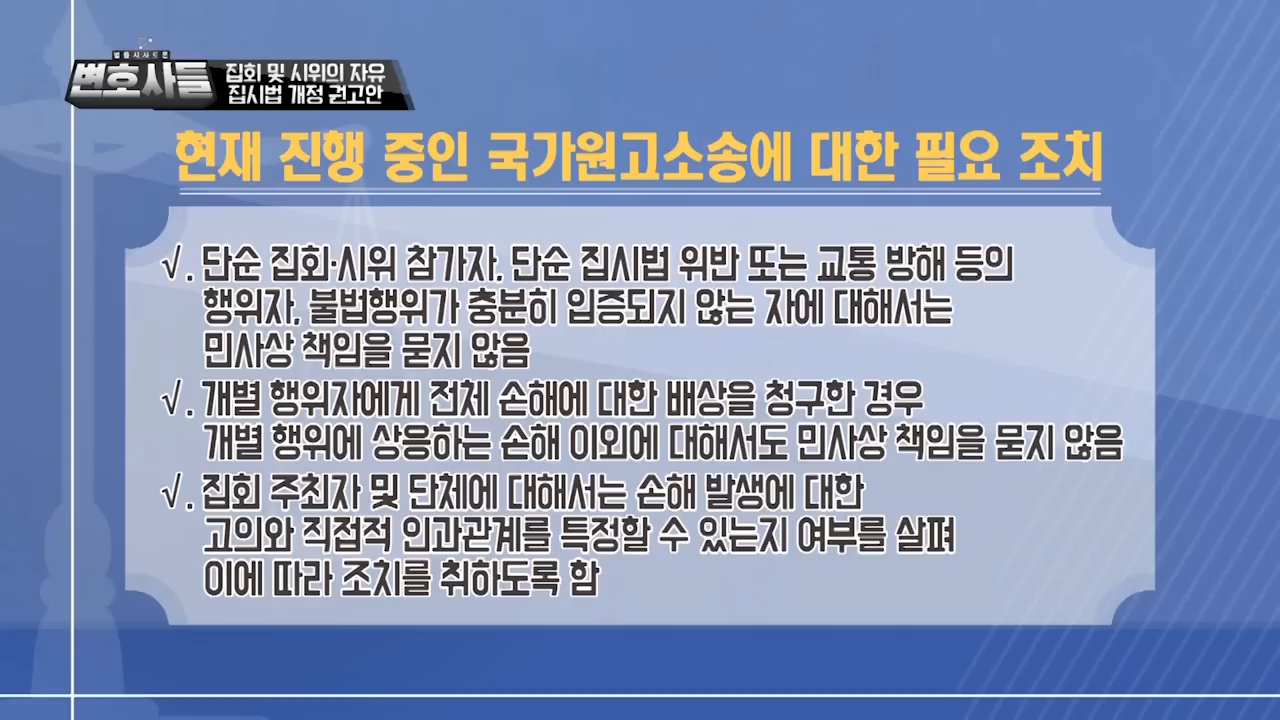 법률시사토론
변호사들
집회 및 시위의 자유
집시법 개정 권고안
현재 진행 중인 국가원고소송에 대한 필요 조치
√. 단순 집회·시위 참가자, 단순 집시법 위반 또는 교통 방해 등의
행위자, 불법행위가 충분히 입증되지 않는 자에 대해서는
민사상 책임을 묻지 않음
√. 개별 행위자에게 전체 손해에 대한 배상을 청구한 경우
개별 행위에 상응하는 손해 이외에 대해서도 민사상 책임을 묻지 않음
√. 집회 주최자 및 단체에 대해서는 손해 발생에 대한
고의와 직접적 인과관계를 특정할 수 있는지 여부를 살펴
이에 따라 조치를 취하도록 함